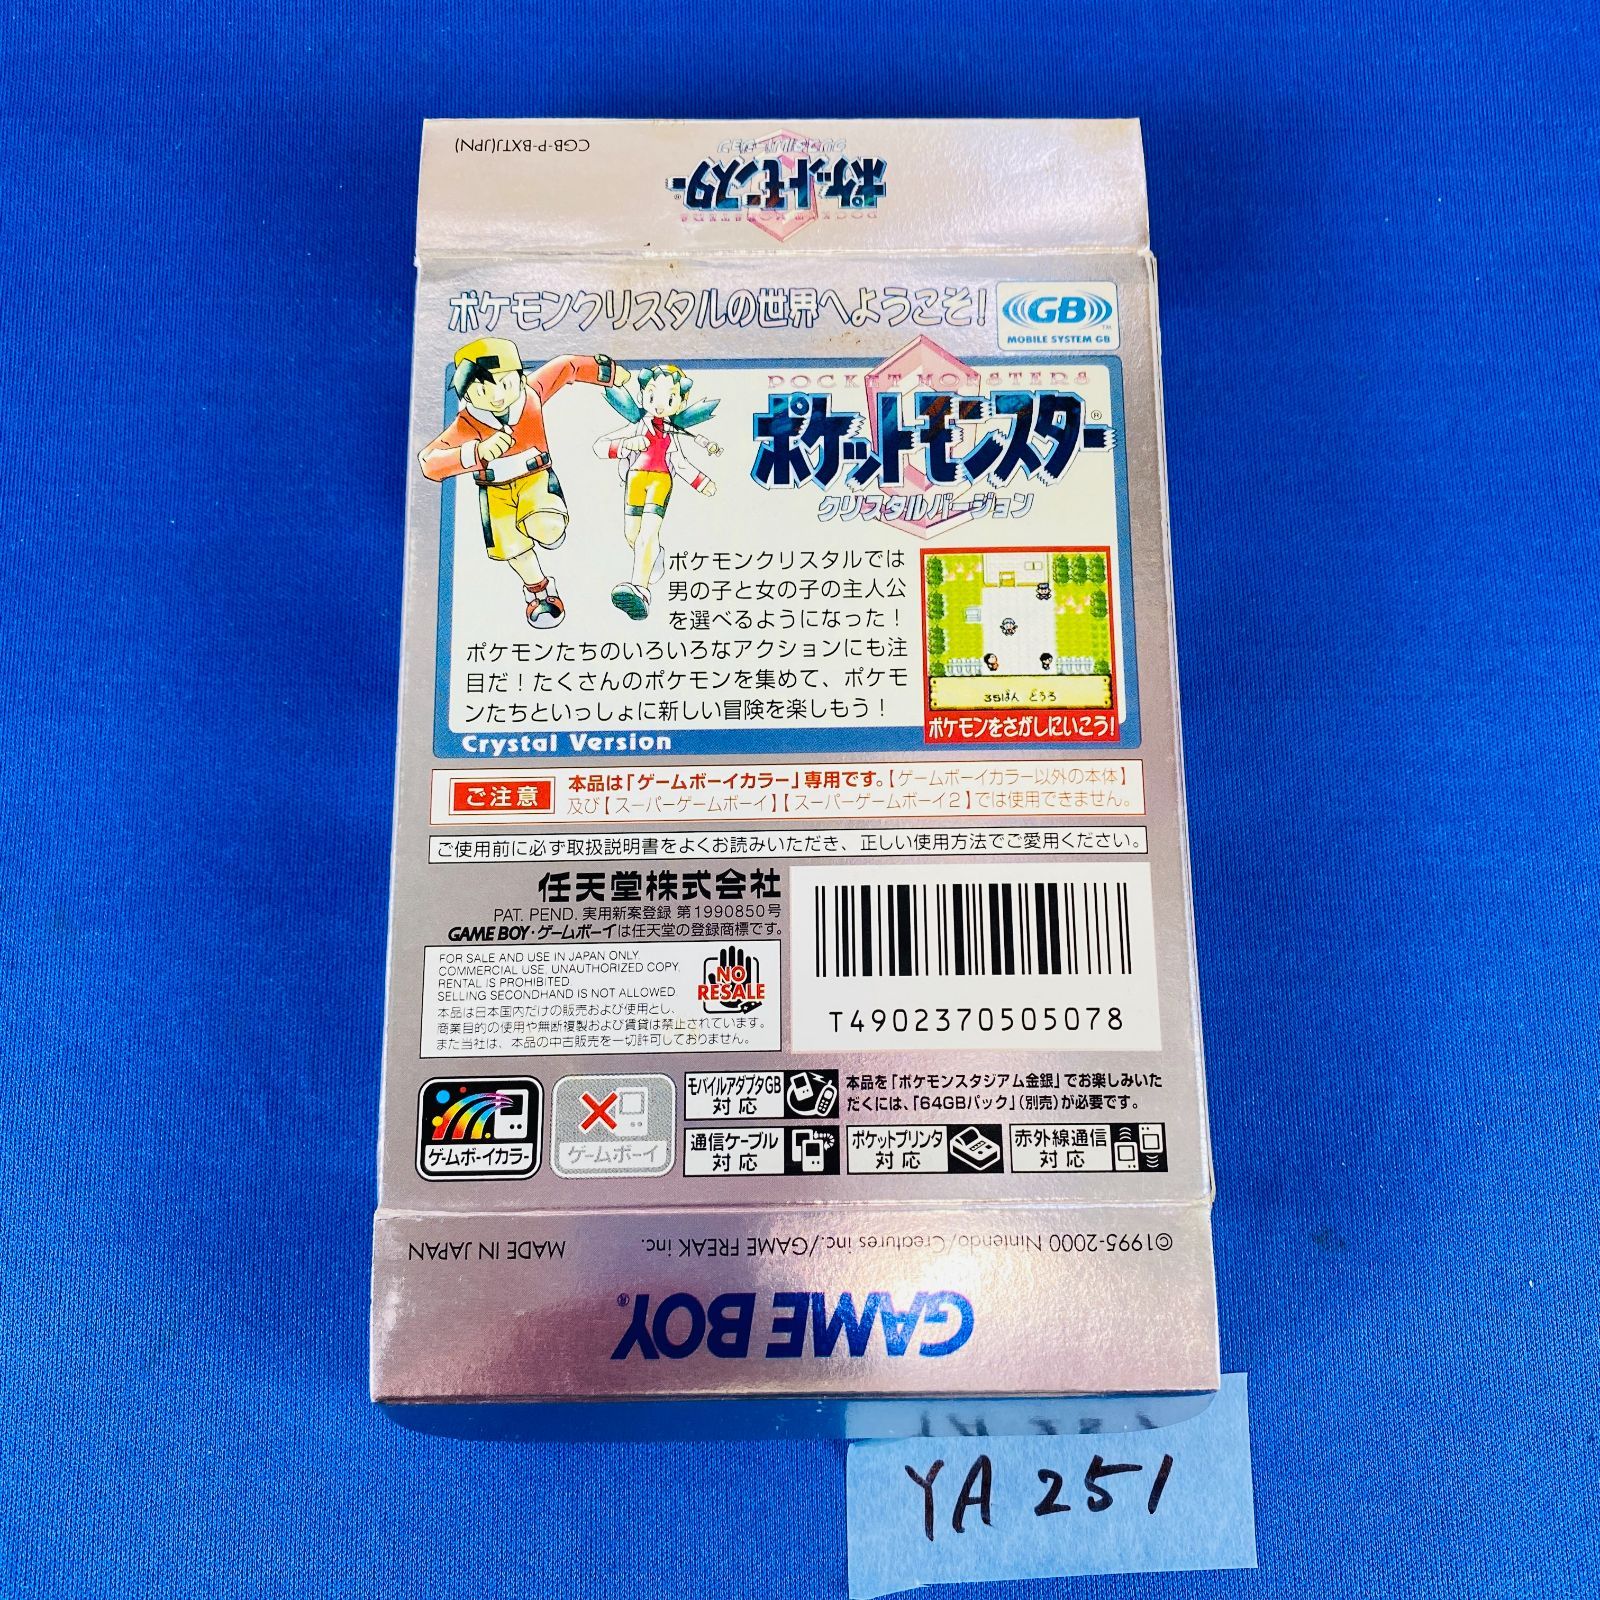 CGB-P-BXTJ(JPN)
POCKET MONSTERS
ポケットモンスター
クリスタルバージョン
ポケモンクリスタルの世界へようこそ!
GB™
MOBILE SYSTEM GB
POCKET MONSTERS
ポケットモンスター®
クリスタルバージョン
ポケモンクリスタルでは
男の子と女の子の主人公
を選べるようになった!
ポケモンたちのいろいろなアクションにも注
目だ!たくさんのポケモンを集めて、ポケモ
ンたちといっしょに新しい冒険を楽しもう!
35ばん どうろ
ポケモンをさがしにいこう!
Crystal Version
ご注意
本品は「ゲームボーイカラー」専用です。【ゲームボーイカラー以外の本体】
及び【スーパーゲームボーイ】【スーパーゲームボーイ2】では使用できません。
ご使用前に必ず取扱説明書をよくお読みいただき、正しい使用方法でご愛用ください。
任天堂株式会社
PAT. PEND. 実用新案登録 第1990850号
GAME BOY・ゲームボーイは任天堂の登録商標です。
FOR SALE AND USE IN JAPAN ONLY.
COMMERCIAL USE, UNAUTHORIZED COPY,
RENTAL IS PROHIBITED.
SELLING SECONDHAND IS NOT ALLOWED.
本品は日本国内だけの販売および使用とし、
商業目的の使用や無断複製および賃貸は禁止されています。
また当社は、本品の中古販売を一切許可しておりません。
NO
RESALE
T4902370505078
ゲームボーイカラー
ゲームボーイ
モバイルアダプタGB
対応
本品を「ポケモンスタジアム金銀」でお楽しみいた
だくには、「64GBパック」(別売)が必要です。
通信ケーブル
対応
ポケットプリンタ
対応
赤外線通信
対応
©1995-2000 Nintendo/Creatures inc./GAME FREAK inc.
MADE IN JAPAN
GAME BOY®
YA 251